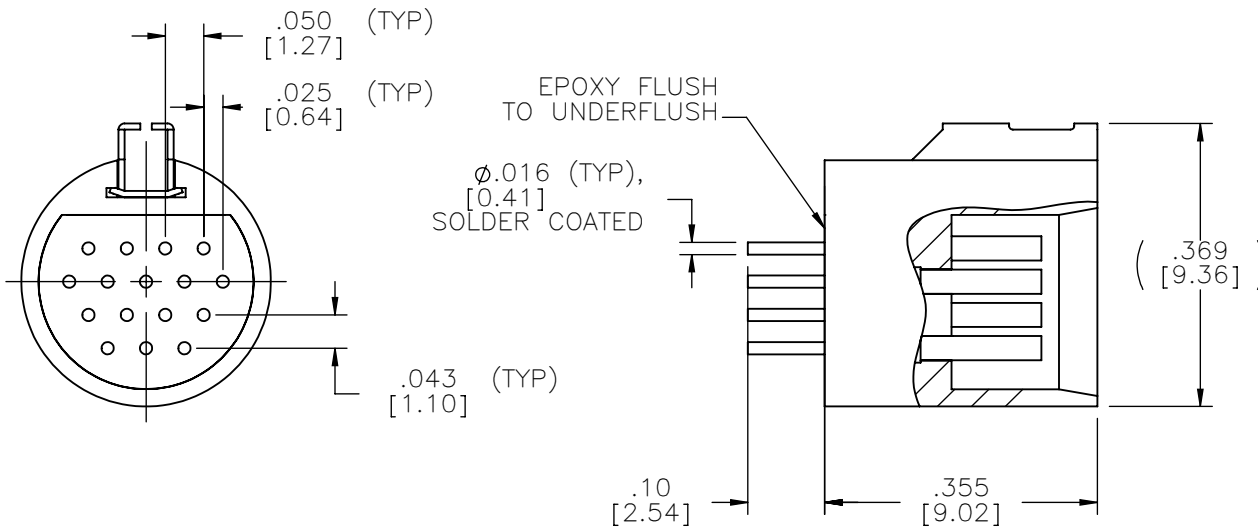 .050 (TYP)
[1.27]
.025 (TYP)
[0.64]
EPOXY FLUSH
TO UNDERFLUSH
ø.016 (TYP),
[0.41]
SOLDER COATED
( .369 )
[9.36]
.043 (TYP)
[1.10]
.10
[2.54]
.355
[9.02]